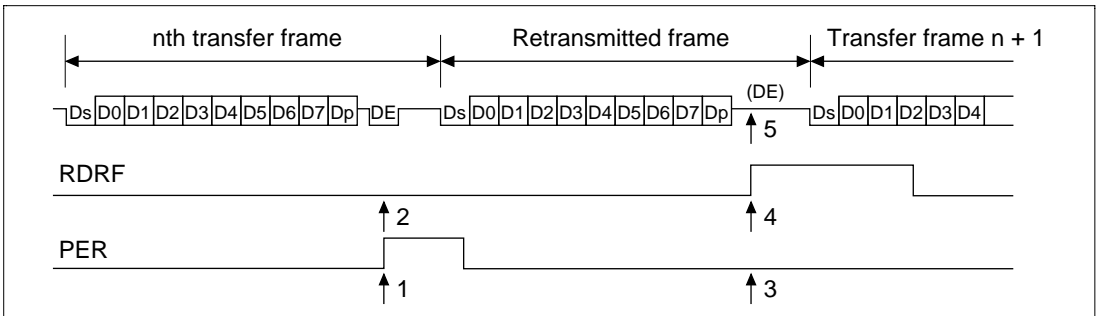 nth transfer frame Retransmitted frame Transfer frame n + 1
(DE)
Ds D0 D1 D2 D3 D4 D5 D6 D7 Dp DE Ds D0 D1 D2 D3 D4 D5 D6 D7 Dp Ds D0 D1 D2 D3 D4
5
RDRF
2 4
PER
1 3